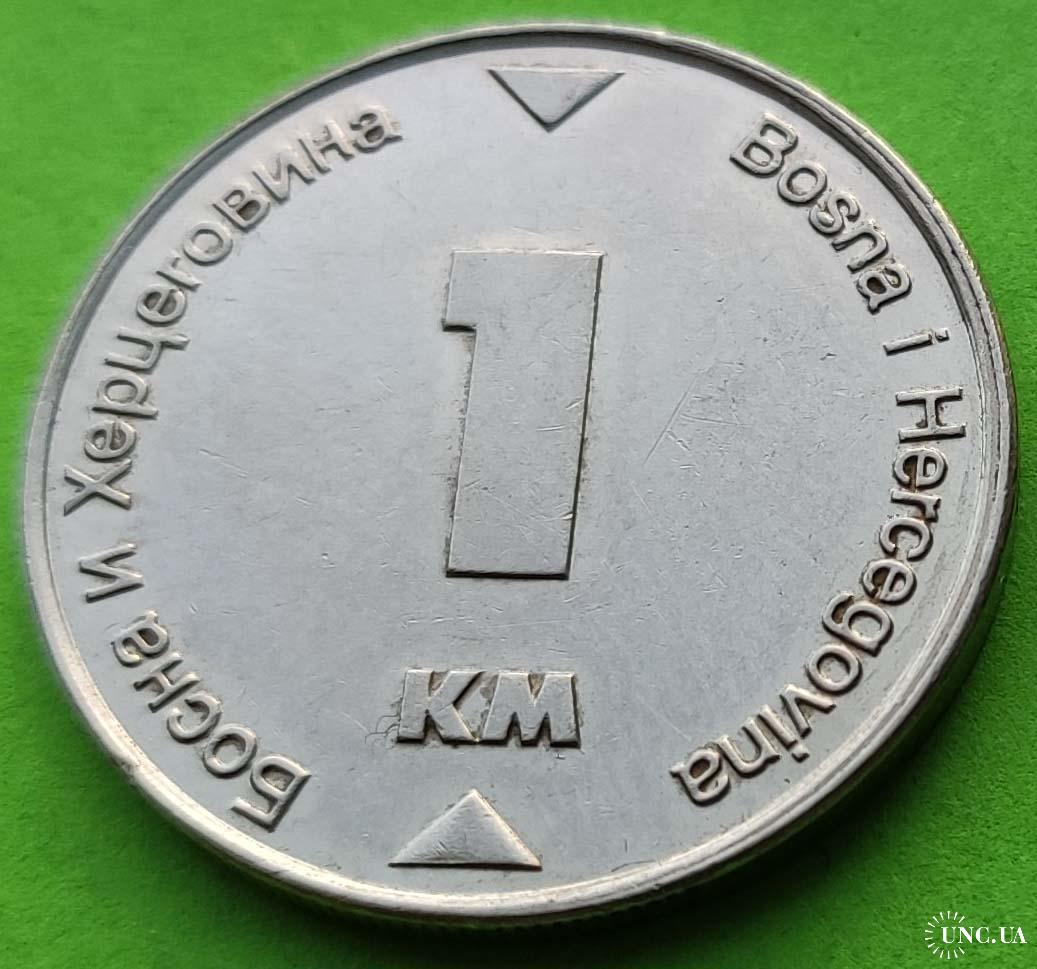 Босна и Херцеговина
Bosna i Hercegovina
1
KM
UNC.UA